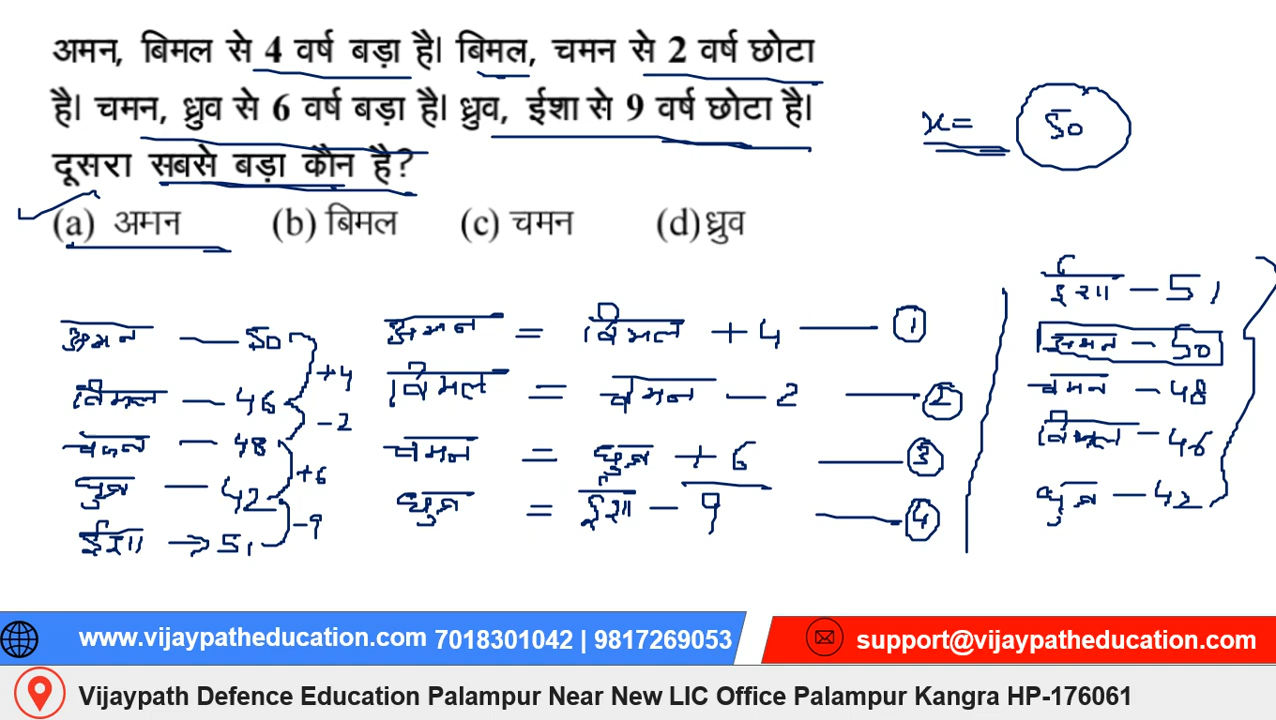 अमन, बिमल से 4 वर्ष बड़ा है। बिमल, चमन से 2 वर्ष छोटा
है। चमन, ध्रुव से 6 वर्ष बड़ा है। ध्रुव, ईशा से 9 वर्ष छोटा है।
दूसरा सबसे बड़ा कौन है?
(a) अमन (b) बिमल (c) चमन (d) ध्रुव
x = 50
अमन — 50
बिमल — 46
चमन — 48
ध्रुव — 42
ईशा → 51
+4
-2
+6
-9
अमन = बिमल + 4 — 1
बिमल = चमन - 2 — 2
चमन = ध्रुव + 6 — 3
ध्रुव = ईशा - 9 — 4
ईशा — 51
अमन — 50
चमन — 48
बिमल — 46
ध्रुव — 42
www.vijaypatheducation.com 7018301042 | 9817269053
support@vijaypatheducation.com
Vijaypath Defence Education Palampur Near New LIC Office Palampur Kangra HP-176061